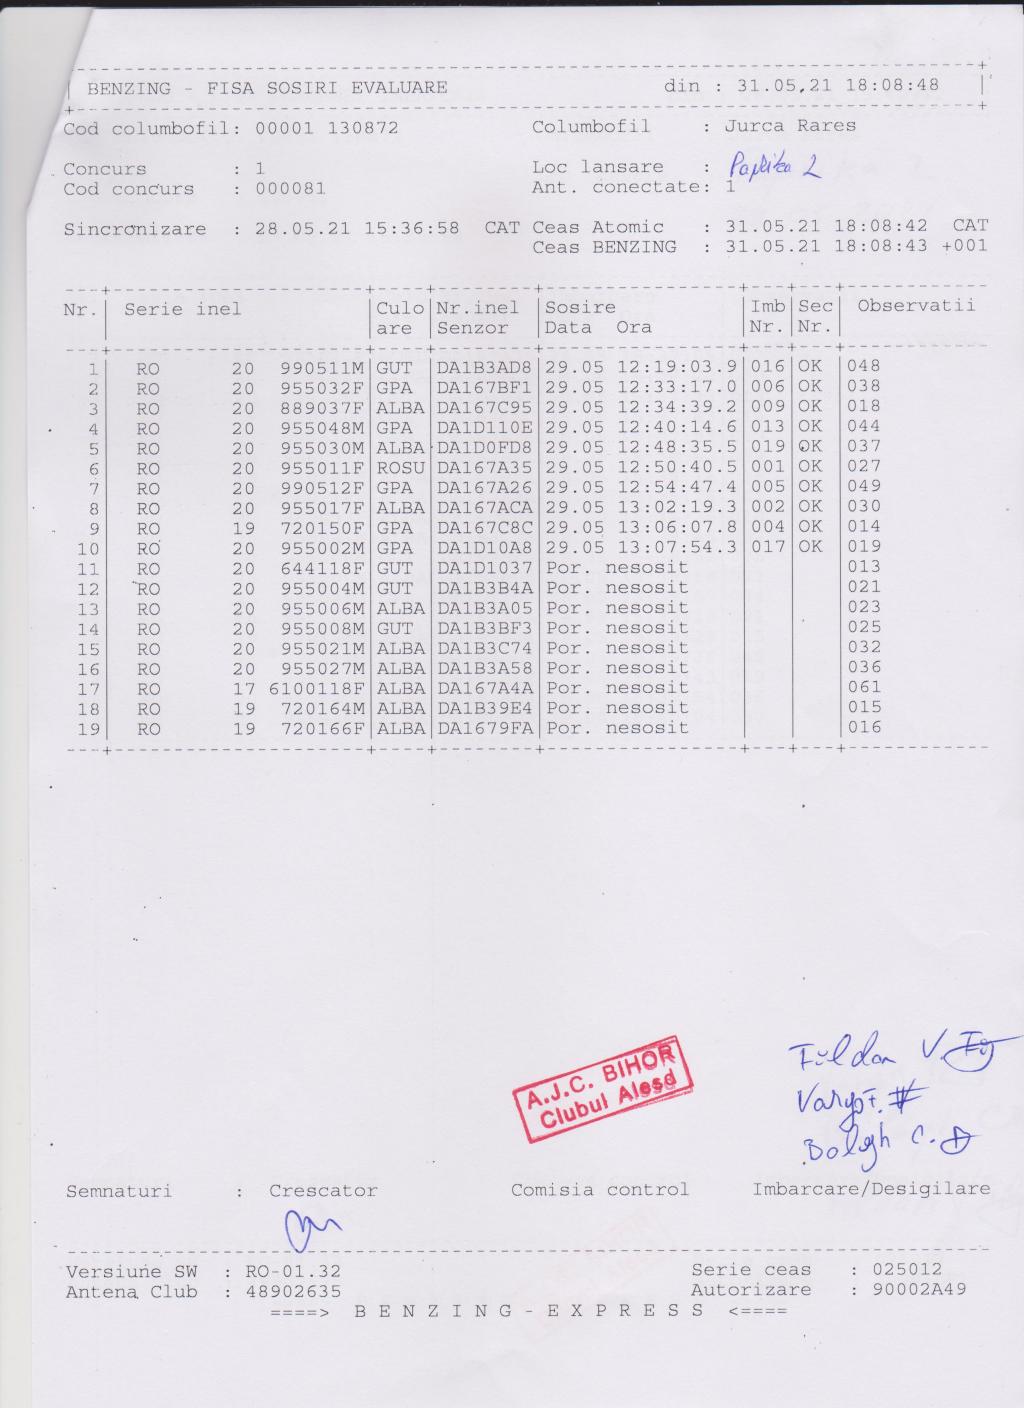 BENZING - FISA SOSIRI EVALUARE din : 31.05,21 18:08:48
Cod columbofil: 00001 130872 Columbofil : Jurca Rares
Concurs : 1 Loc lansare :
Cod concurs : 000081 Ant. conectate: 1
Sincronizare : 28.05.21 15:36:58 CAT Ceas Atomic : 31.05.21 18:08:42 CAT
Ceas BENZING : 31.05.21 18:08:43 +001
Nr. Serie inel Culo Nr.inel Sosire Imb Sec Observatii
are Senzor Data Ora Nr. Nr.
1 RO 20 990511M GUT DA1B3AD8 29.05 12:19:03.9 016 OK 048
2 RO 20 955032F GPA DA167BF1 29.05 12:33:17.0 006 OK 038
3 RO 20 889037F ALBA DA167C95 29.05 12:34:39.2 009 OK 018
4 RO 20 955048M GPA DA1D110E 29.05 12:40:14.6 013 OK 044
5 RO 20 955030M ALBA DA1D0FD8 29.05 12:48:35.5 019 OK 037
6 RO 20 955011F ROSU DA167A35 29.05 12:50:40.5 001 OK 027
7 RO 20 990512F GPA DA167A26 29.05 12:54:47.4 005 OK 049
8 RO 20 955017F ALBA DA167ACA 29.05 13:02:19.3 002 OK 030
9 RO 19 720150F GPA DA167C8C 29.05 13:06:07.8 004 OK 014
10 RO 20 955002M GPA DA1D10A8 29.05 13:07:54.3 017 OK 019
11 RO 20 644118F GUT DA1D1037 Por. nesosit 013
12 RO 20 955004M GUT DA1B3B4A Por. nesosit 021
13 RO 20 955006M ALBA DA1B3A05 Por. nesosit 023
14 RO 20 955008M GUT DA1B3BF3 Por. nesosit 025
15 RO 20 955021M ALBA DA1B3C74 Por. nesosit 032
16 RO 20 955027M ALBA DA1B3A58 Por. nesosit 036
17 RO 17 6100118F ALBA DA167A4A Por. nesosit 061
18 RO 19 720164M ALBA DA1B39E4 Por. nesosit 015
19 RO 19 720166F ALBA DA1679FA Por. nesosit 016
A.J.C. BIHOR
Clubul Alesd
Semnaturi : Crescator Comisia control Imbarcare/Desigilare
Versiune SW : RO-01.32 Serie ceas : 025012
Antena Club : 48902635 Autorizare : 90002A49
====> B E N Z I N G - E X P R E S S <====